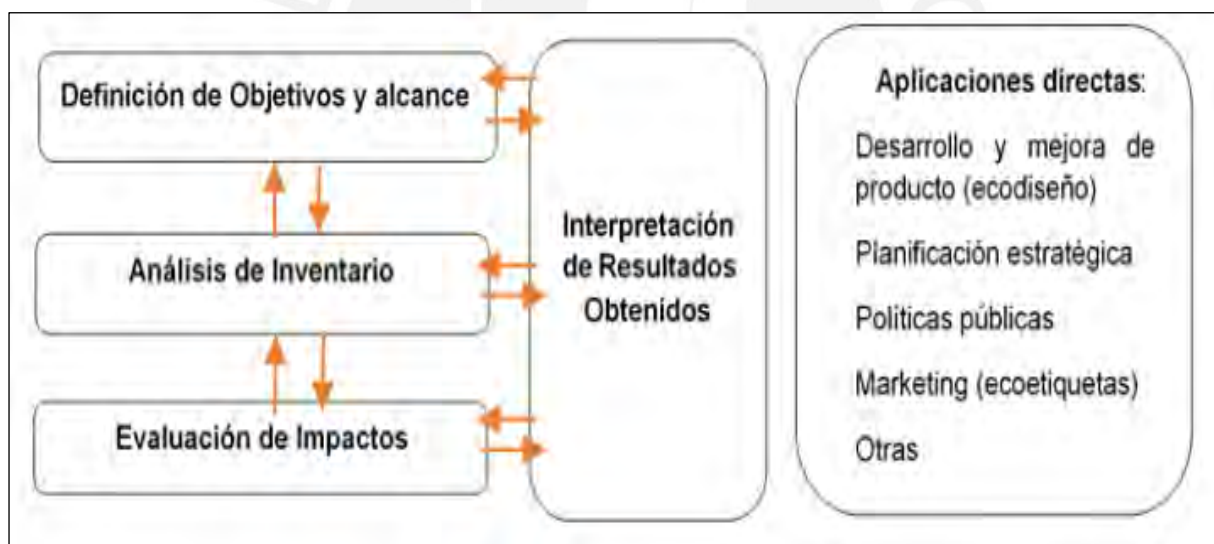 Definición de Objetivos y alcance
Análisis de Inventario
Evaluación de Impactos
Interpretación
de Resultados
Obtenidos
Aplicaciones directas:
Desarrollo y mejora de
producto (ecodiseño)
Planificación estratégica
Políticas públicas
Marketing (ecoetiquetas)
Otras